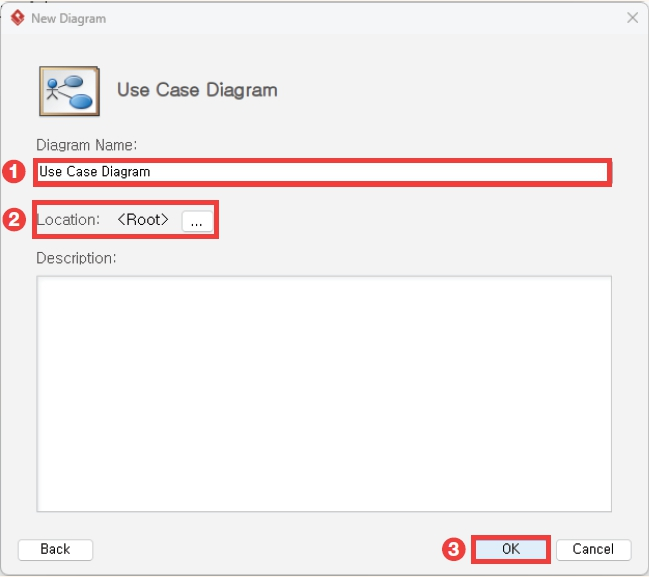 New Diagram
Use Case Diagram
Diagram Name:
1 Use Case Diagram
2 Location: <Root> ...
Description:
Back 3 OK Cancel